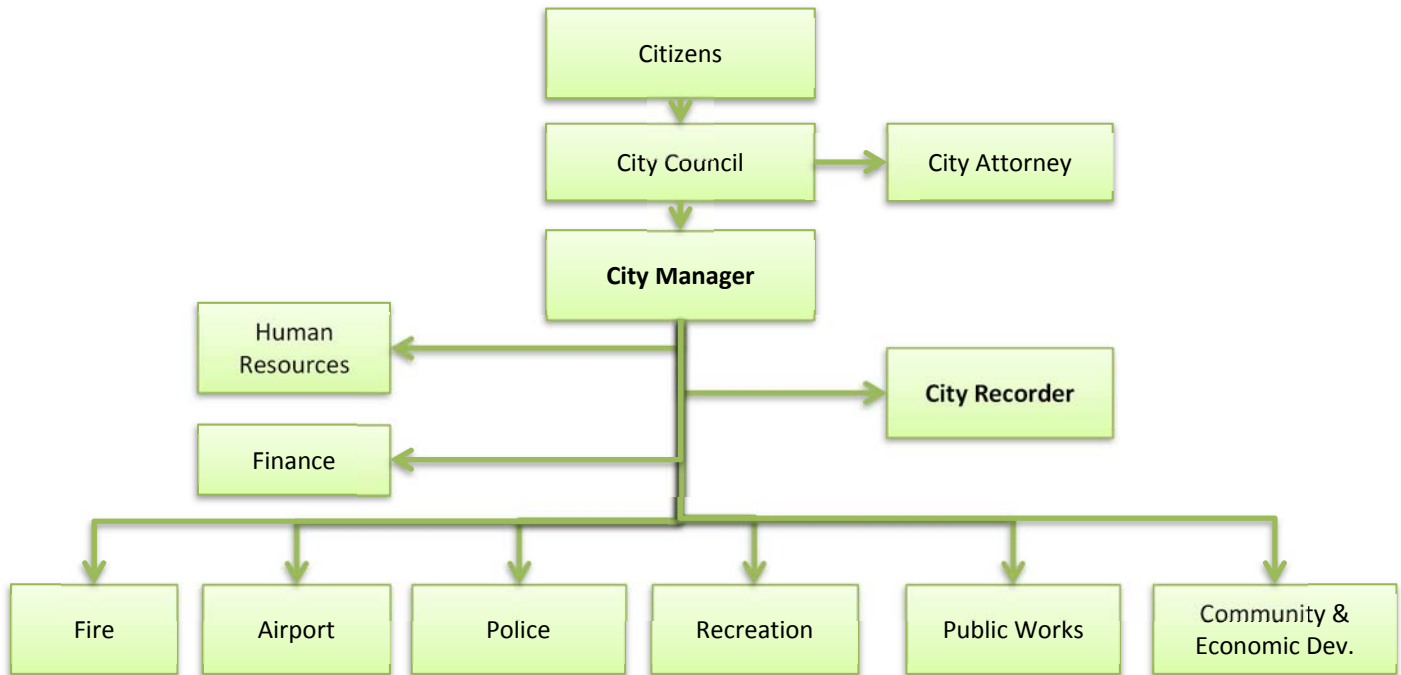 Citizens
City Council
City Attorney
City Manager
Human
Resources
City Recorder
Finance
Fire
Airport
Police
Recreation
Public Works
Community &
Economic Dev.